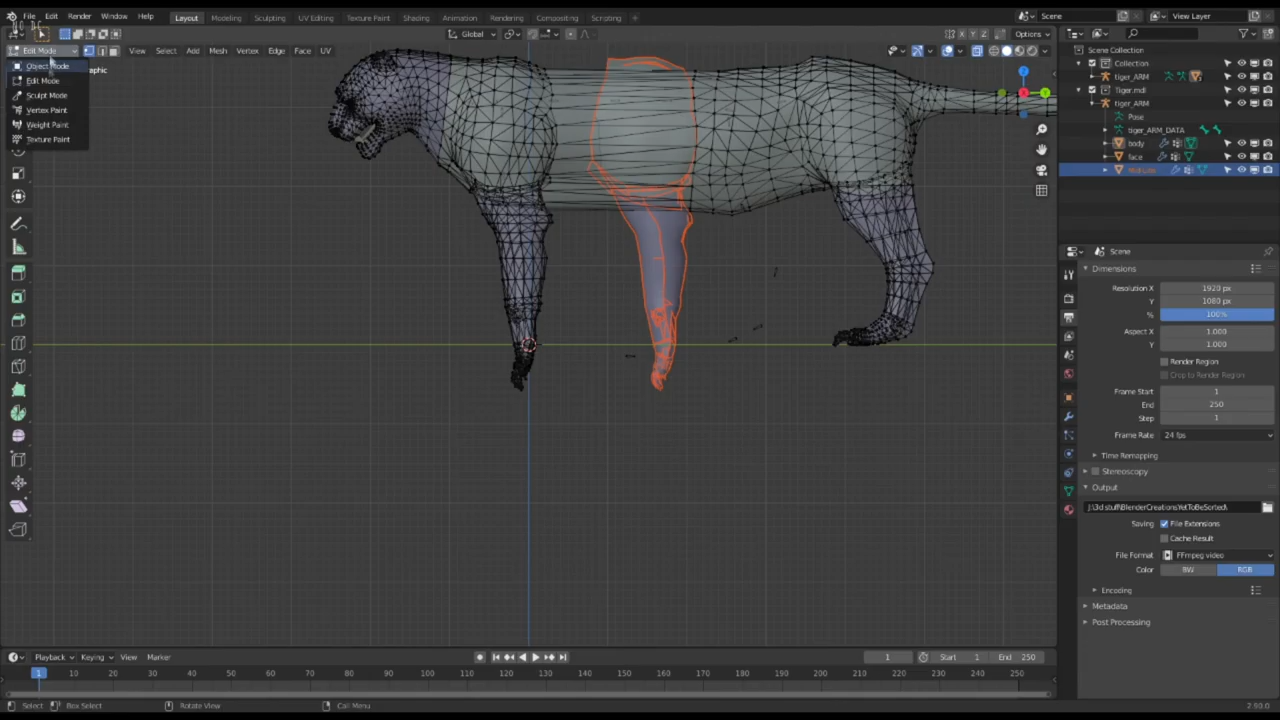 File Edit Render Window Help Layout Modeling Sculpting UV Editing Texture Paint Shading Animation Rendering Compositing Scripting + Scene View Layer
Global Options
Edit Mode View Select Add Mesh Vertex Edge Face UV X Y Z
Object Mode
Edit Mode
Sculpt Mode
Vertex Paint
Weight Paint
Texture Paint
Z
Scene Collection
Collection
tiger_ARM
Tiger.mdl
tiger_ARM
Pose
tiger_ARM_DATA
body
face
Scene
Dimensions
Resolution X 1920 px
Y 1080 px
% 100%
Aspect X 1.000
Y 1.000
Render Region
Crop to Render Region
Frame Start 1
End 250
Step 1
Frame Rate 24 fps
Time Remapping
Stereoscopy
Output
J:\3d stuff\BlenderCreationsYetToBeSorted\
Saving File Extensions
Cache Result
File Format FFmpeg video
Color BW RGB
Encoding
Metadata
Post Processing
Playback Keying View Marker 1 Start 1 End 250
1 10 20 30 40 50 60 70 80 90 100 110 120 130 140 150 160 170 180 190 200 210 220 230 240 250
Select Box Select Rotate View Call Menu 2.90.0